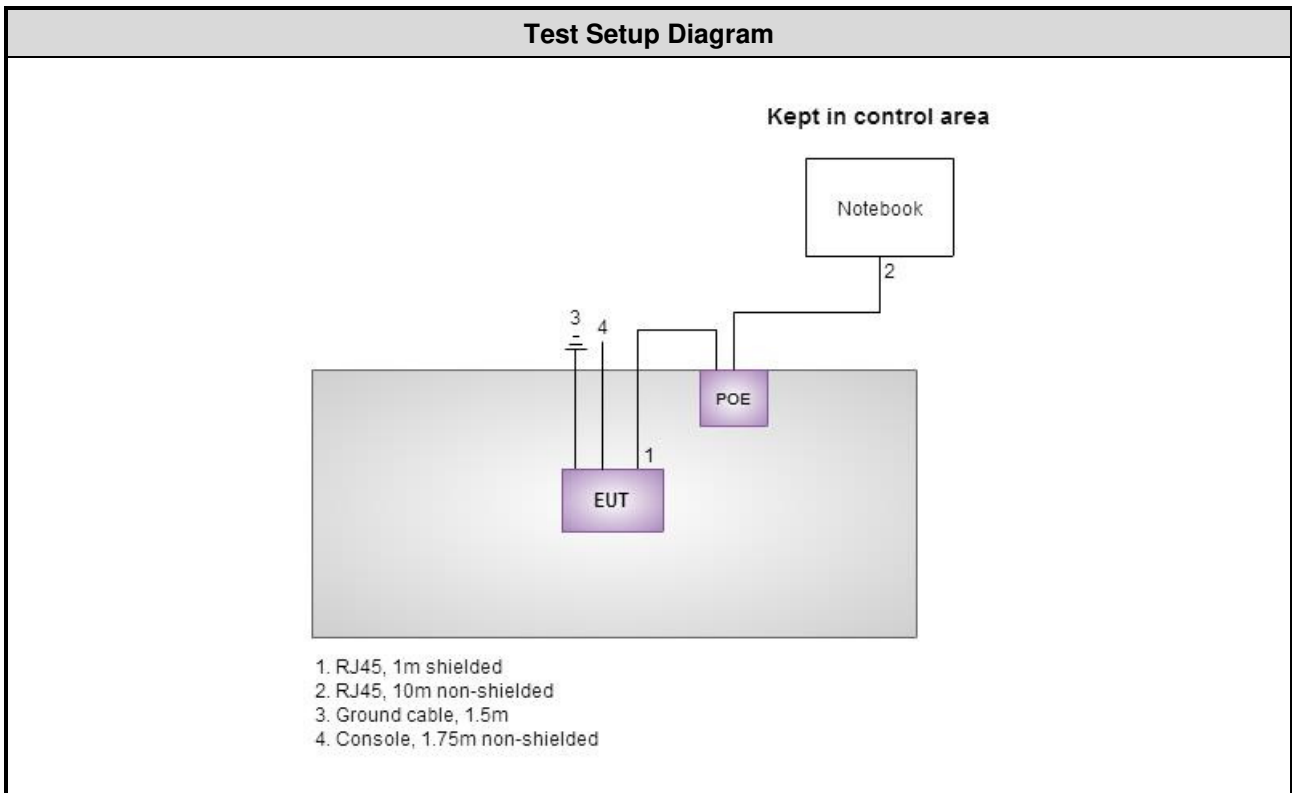 Test Setup Diagram
Kept in control area
Notebook
2
3
4
POE
1
EUT
1. RJ45, 1m shielded
2. RJ45, 10m non-shielded
3. Ground cable, 1.5m
4. Console, 1.75m non-shielded